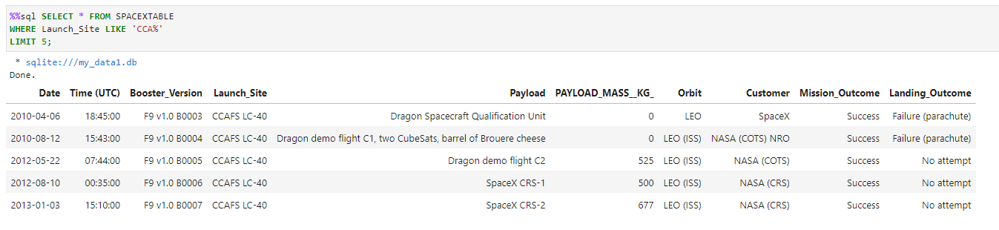 %%sql SELECT * FROM SPACEXTABLE
WHERE Launch_Site LIKE 'CCA%'
LIMIT 5;
* sqlite:///my_data1.db
Done.
Date Time (UTC) Booster_Version Launch_Site Payload PAYLOAD_MASS__KG_ Orbit Customer Mission_Outcome Landing_Outcome
2010-04-06 18:45:00 F9 v1.0 B0003 CCAFS LC-40 Dragon Spacecraft Qualification Unit 0 LEO SpaceX Success Failure (parachute)
2010-08-12 15:43:00 F9 v1.0 B0004 CCAFS LC-40 Dragon demo flight C1, two CubeSats, barrel of Brouere cheese 0 LEO (ISS) NASA (COTS) NRO Success Failure (parachute)
2012-05-22 07:44:00 F9 v1.0 B0005 CCAFS LC-40 Dragon demo flight C2 525 LEO (ISS) NASA (COTS) Success No attempt
2012-08-10 00:35:00 F9 v1.0 B0006 CCAFS LC-40 SpaceX CRS-1 500 LEO (ISS) NASA (CRS) Success No attempt
2013-01-03 15:10:00 F9 v1.0 B0007 CCAFS LC-40 SpaceX CRS-2 677 LEO (ISS) NASA (CRS) Success No attempt